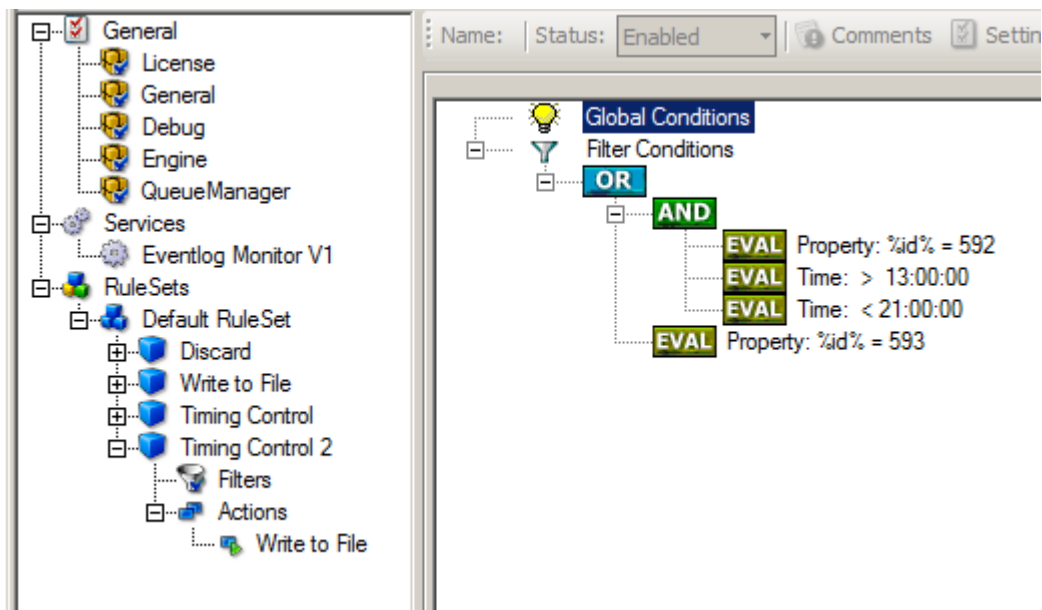 General
License
General
Debug
Engine
QueueManager
Services
Eventlog Monitor V1
RuleSets
Default RuleSet
Discard
Write to File
Timing Control
Timing Control 2
Filters
Actions
Write to File
Name: Status: Enabled Comments Settin
Global Conditions
Filter Conditions
OR
AND
EVAL Property: %id% = 592
EVAL Time: > 13:00:00
EVAL Time: < 21:00:00
EVAL Property: %id% = 593